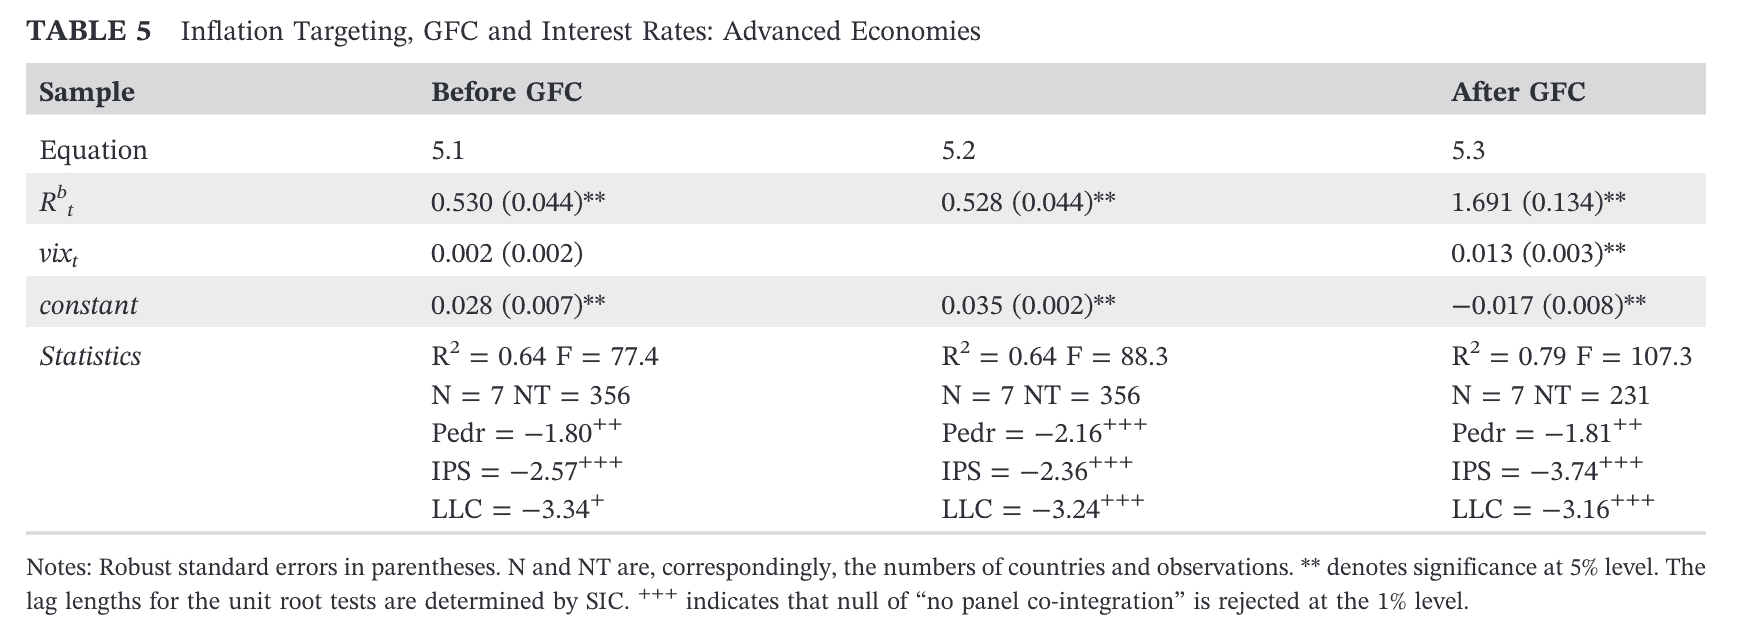 TABLE 5 Inflation Targeting, GFC and Interest Rates: Advanced Economies
Sample Before GFC After GFC
Equation 5.1 5.2 5.3
Rᵇₜ 0.530 (0.044)** 0.528 (0.044)** 1.691 (0.134)**
vixₜ 0.002 (0.002) 0.013 (0.003)**
constant 0.028 (0.007)** 0.035 (0.002)** −0.017 (0.008)**
Statistics R² = 0.64 F = 77.4 R² = 0.64 F = 88.3 R² = 0.79 F = 107.3
N = 7 NT = 356 N = 7 NT = 356 N = 7 NT = 231
Pedr = −1.80⁺⁺ Pedr = −2.16⁺⁺⁺ Pedr = −1.81⁺⁺
IPS = −2.57⁺⁺⁺ IPS = −2.36⁺⁺⁺ IPS = −3.74⁺⁺⁺
LLC = −3.34⁺ LLC = −3.24⁺⁺⁺ LLC = −3.16⁺⁺⁺
Notes: Robust standard errors in parentheses. N and NT are, correspondingly, the numbers of countries and observations. ** denotes significance at 5% level. The
lag lengths for the unit root tests are determined by SIC. ⁺⁺⁺ indicates that null of “no panel co-integration” is rejected at the 1% level.